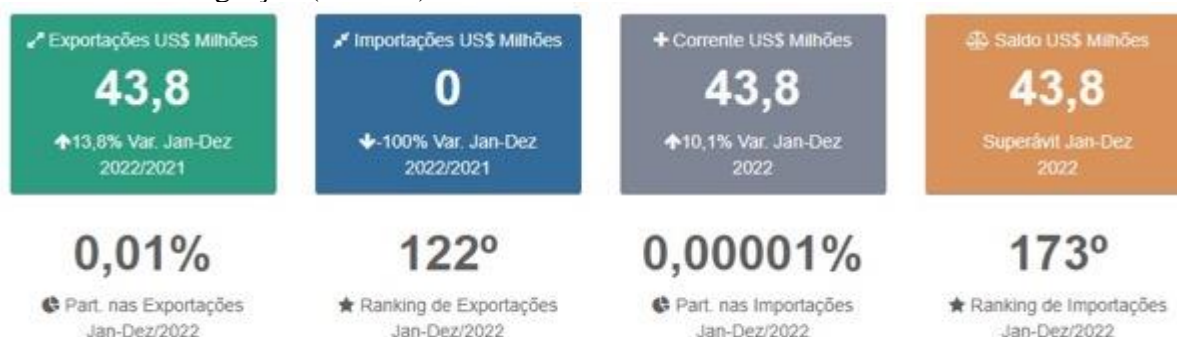 Exportações US$ Milhões
43,8
13,8% Var. Jan-Dez
2022/2021
Importações US$ Milhões
0
-100% Var. Jan-Dez
2022/2021
Corrente US$ Milhões
43,8
10,1% Var. Jan-Dez
2022
Saldo US$ Milhões
43,8
Superávit Jan-Dez
2022
0,01%
Part. nas Exportações
Jan-Dez/2022
122º
Ranking de Exportações
Jan-Dez/2022
0,00001%
Part. nas Importações
Jan-Dez/2022
173º
Ranking de Importações
Jan-Dez/2022